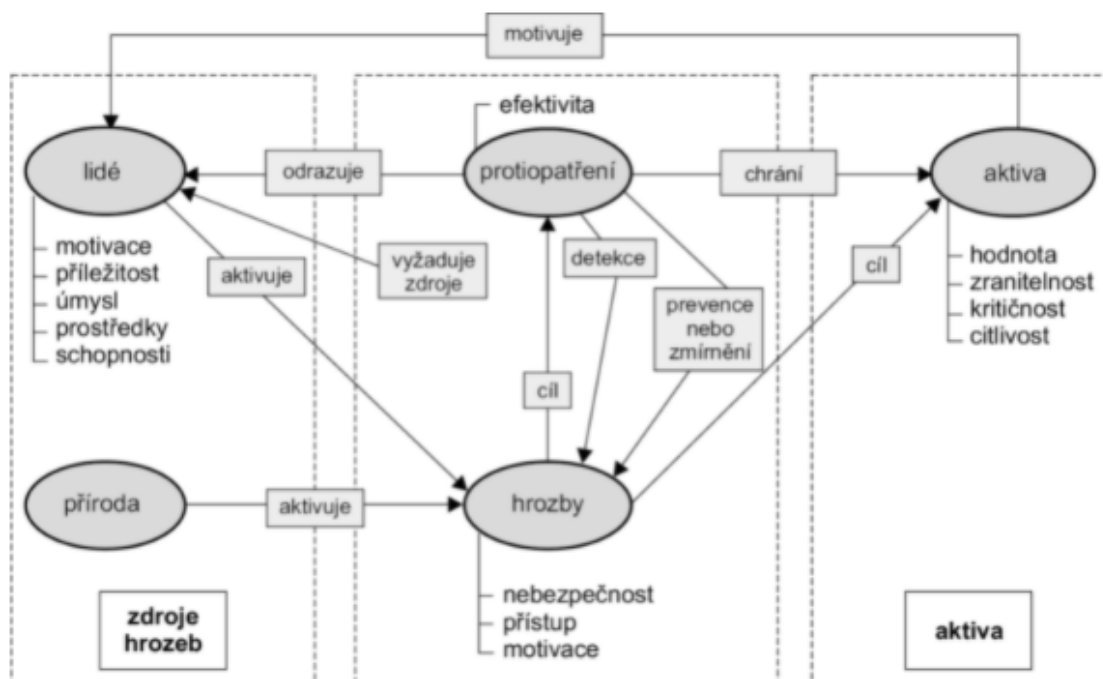 motivuje
efektivita
lidé
odrazuje
protiopatření
chrání
aktiva
motivace
příležitost
úmysl
prostředky
schopnosti
aktivuje
vyžaduje
zdroje
detekce
prevence
nebo
zmírnění
cíl
hodnota
zranitelnost
kritičnost
citlivost
cíl
příroda
aktivuje
hrozby
nebezpečnost
přístup
motivace
zdroje
hrozeb
aktiva